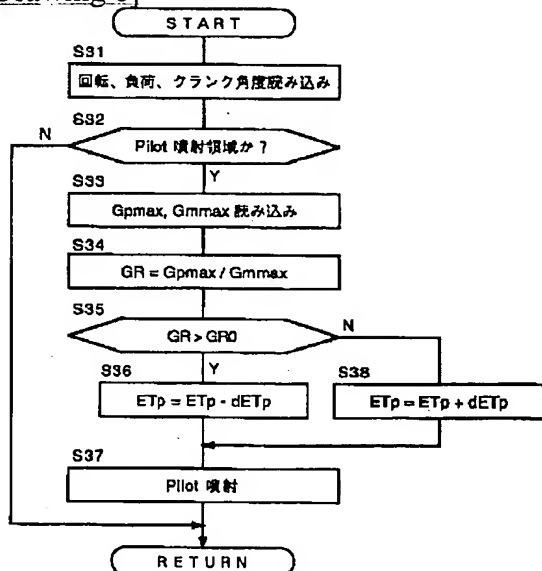 START
S31
回転、負荷、クランク角度読み込み
S32
N
Pilot 噴射領域か？
Y
S33
Gpmax, Gmmax 読み込み
S34
GR = Gpmax / Gmmax
S35
GR > GR0
N
S36
Y
S38
ETp = ETp - dETp
ETp = ETp + dETp
S37
Pilot 噴射
RETURN